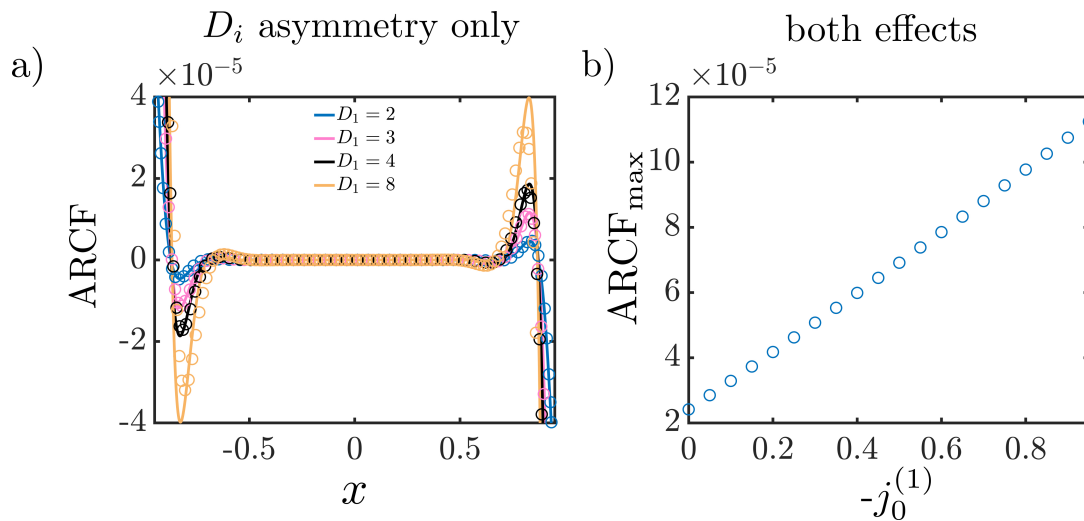 D_i asymmetry only
both effects
a)
×10^{-5}
4
2
0
-2
-4
ARCF
D_1 = 2
D_1 = 3
D_1 = 4
D_1 = 8
-0.5
0
0.5
x
b)
×10^{-5}
12
10
8
6
4
2
ARCF_{max}
0
0.2
0.4
0.6
0.8
-j_0^{(1)}